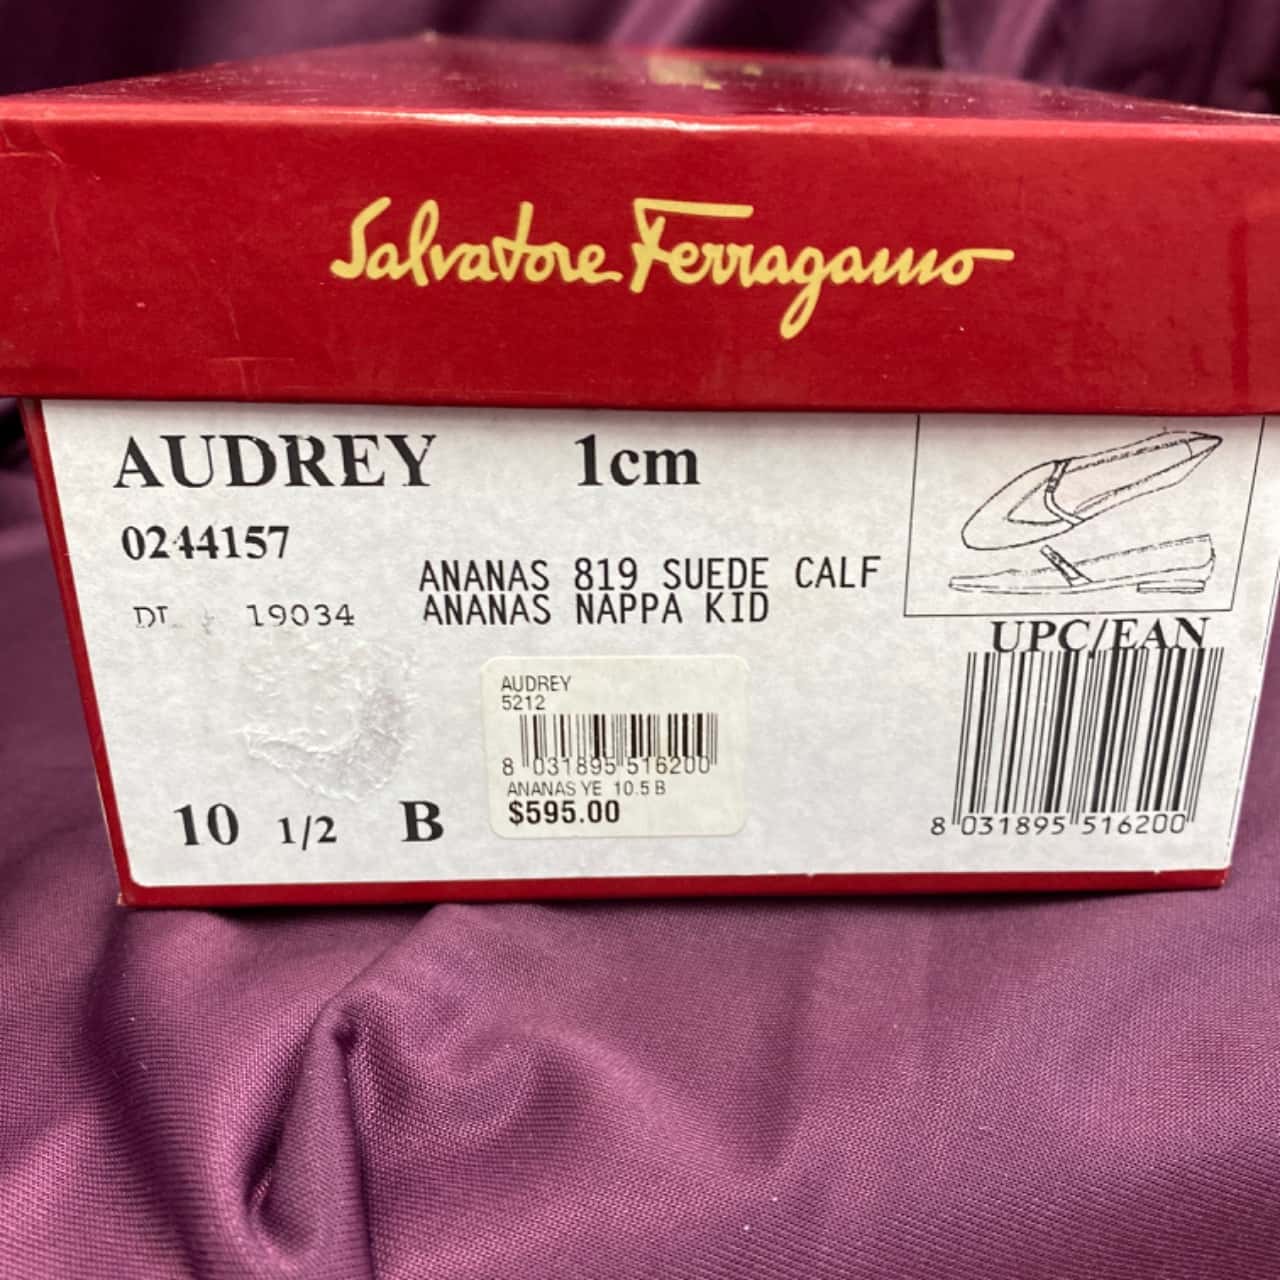 Salvatore Ferragamo
AUDREY 1cm
0244157
ANANAS 819 SUEDE CALF
19034 ANANAS NAPPA KID
UPC/EAN
AUDREY
5212
8 031895 516200
ANANAS YE 10.5 B
$595.00
10 1/2 B
8 031895 516200